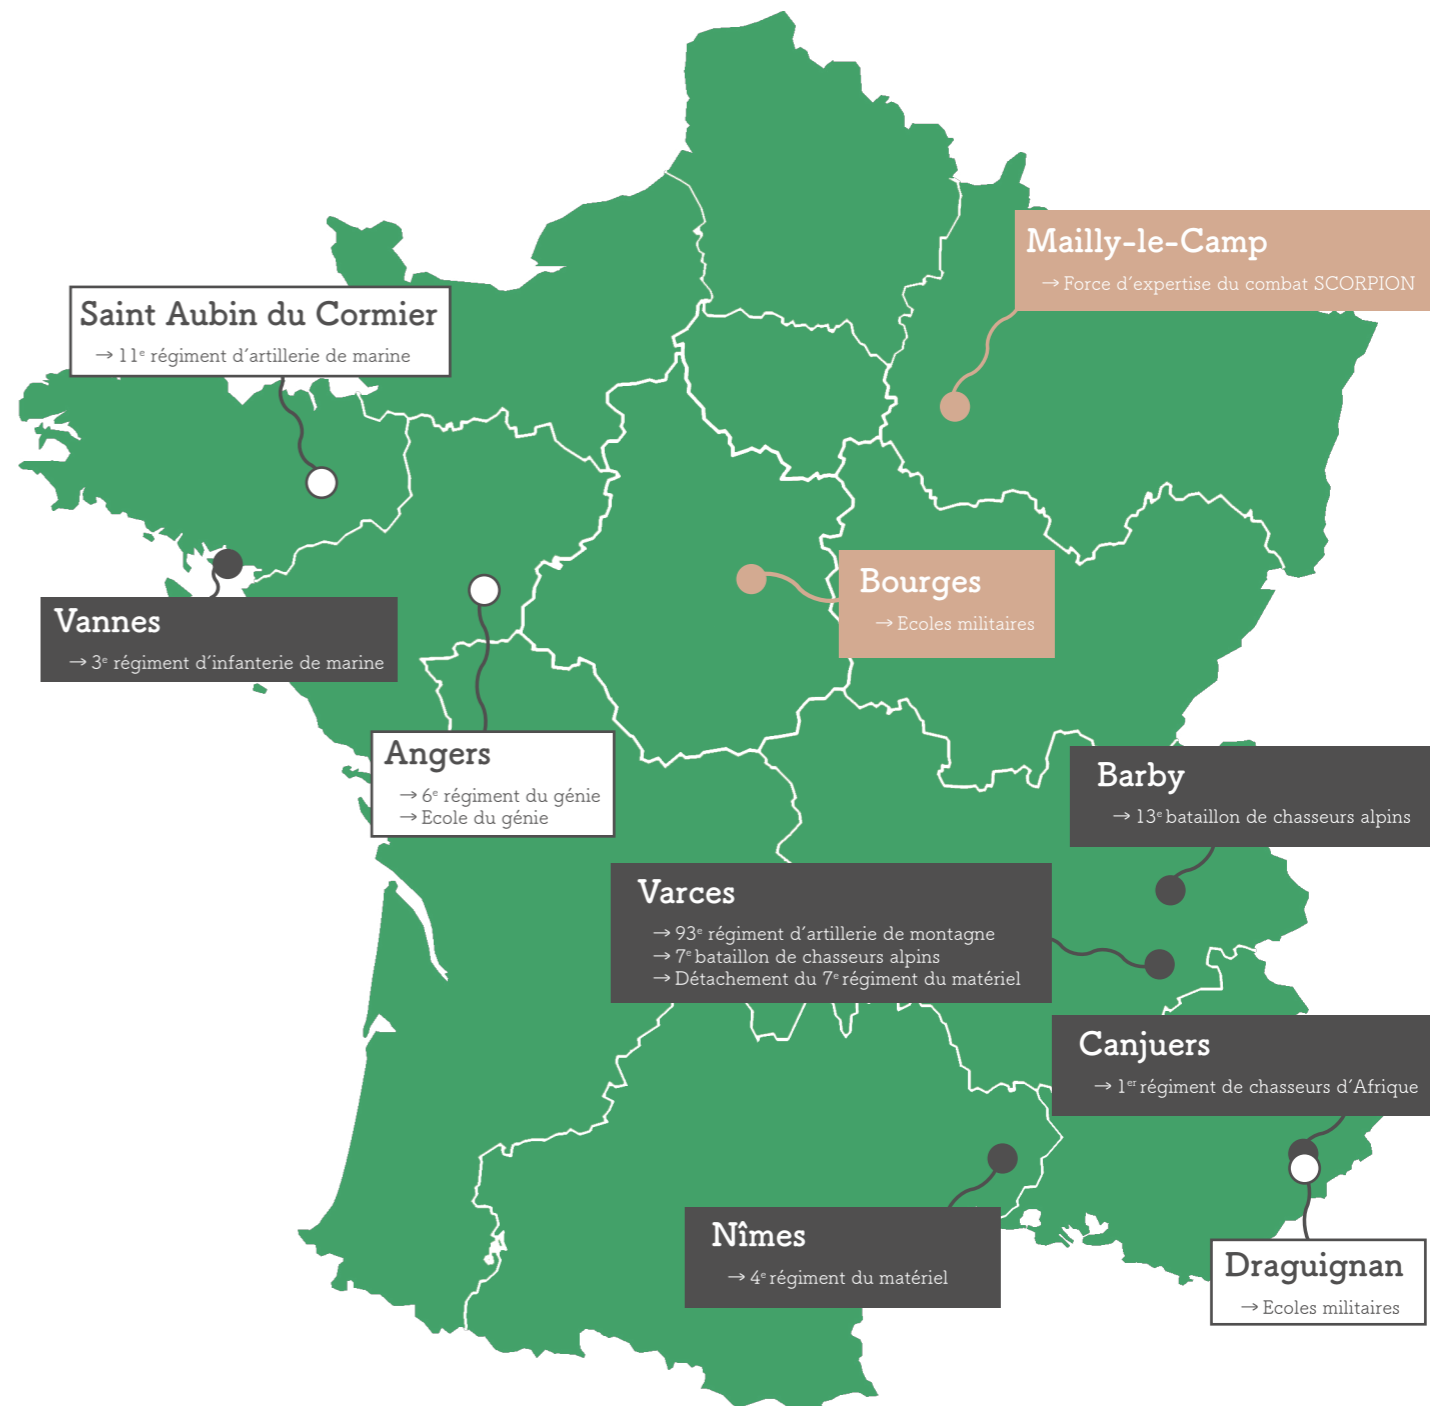 Mailly-le-Camp
→ Force d'expertise du combat SCORPION
Saint Aubin du Cormier
→ 11e régiment d'artillerie de marine
Bourges
→ Ecoles militaires
Vannes
→ 3e régiment d'infanterie de marine
Angers
→ 6e régiment du génie
→ Ecole du génie
Barby
→ 13e bataillon de chasseurs alpins
Varces
→ 93e régiment d'artillerie de montagne
→ 7e bataillon de chasseurs alpins
→ Détachement du 7e régiment du matériel
Canjuers
→ 1er régiment de chasseurs d'Afrique
Nîmes
→ 4e régiment du matériel
Draguignan
→ Ecoles militaires